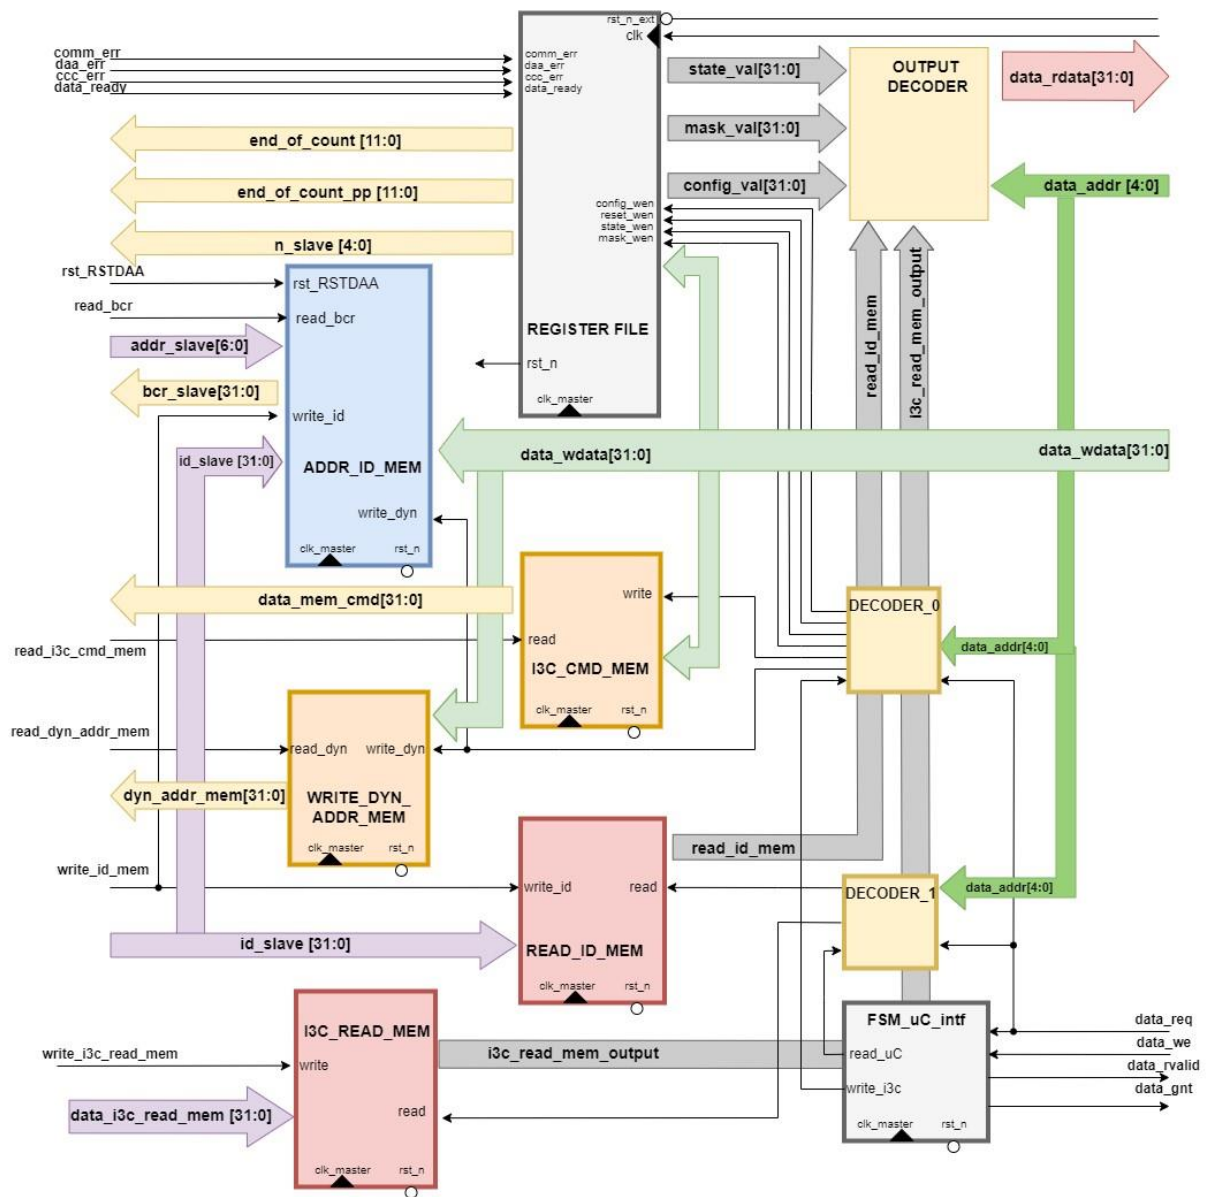 rst_n_ext
clk
comm_err
daa_err
ccc_err
data_ready
comm_err
daa_err
ccc_err
data_ready
state_val[31:0]
OUTPUT
DECODER
data_rdata[31:0]
end_of_count [11:0]
mask_val[31:0]
end_of_count_pp [11:0]
config_val[31:0]
data_addr [4:0]
config_wen
reset_wen
state_wen
mask_wen
n_slave [4:0]
rst_RSTDAA
rst_RSTDAA
read_bcr
read_bcr
addr_slave[6:0]
REGISTER FILE
rst_n
clk_master
read_id_mem
i3c_read_mem_output
bcr_slave[31:0]
write_id
id_slave [31:0]
ADDR_ID_MEM
data_wdata[31:0]
data_wdata[31:0]
write_dyn
clk_master
rst_n
data_mem_cmd[31:0]
write
DECODER_0
read_i3c_cmd_mem
read
I3C_CMD_MEM
data_addr[4:0]
clk_master
rst_n
read_dyn_addr_mem
read_dyn
write_dyn
dyn_addr_mem[31:0]
WRITE_DYN_
ADDR_MEM
clk_master
rst_n
read_id_mem
write_id_mem
write_id
read
DECODER_1
data_addr[4:0]
id_slave [31:0]
READ_ID_MEM
clk_master
rst_n
I3C_READ_MEM
FSM_uC_intf
data_req
write_i3c_read_mem
write
i3c_read_mem_output
read_uC
data_we
data_rvalid
write_i3c
data_gnt
data_i3c_read_mem [31:0]
read
clk_master
rst_n
clk_master
rst_n